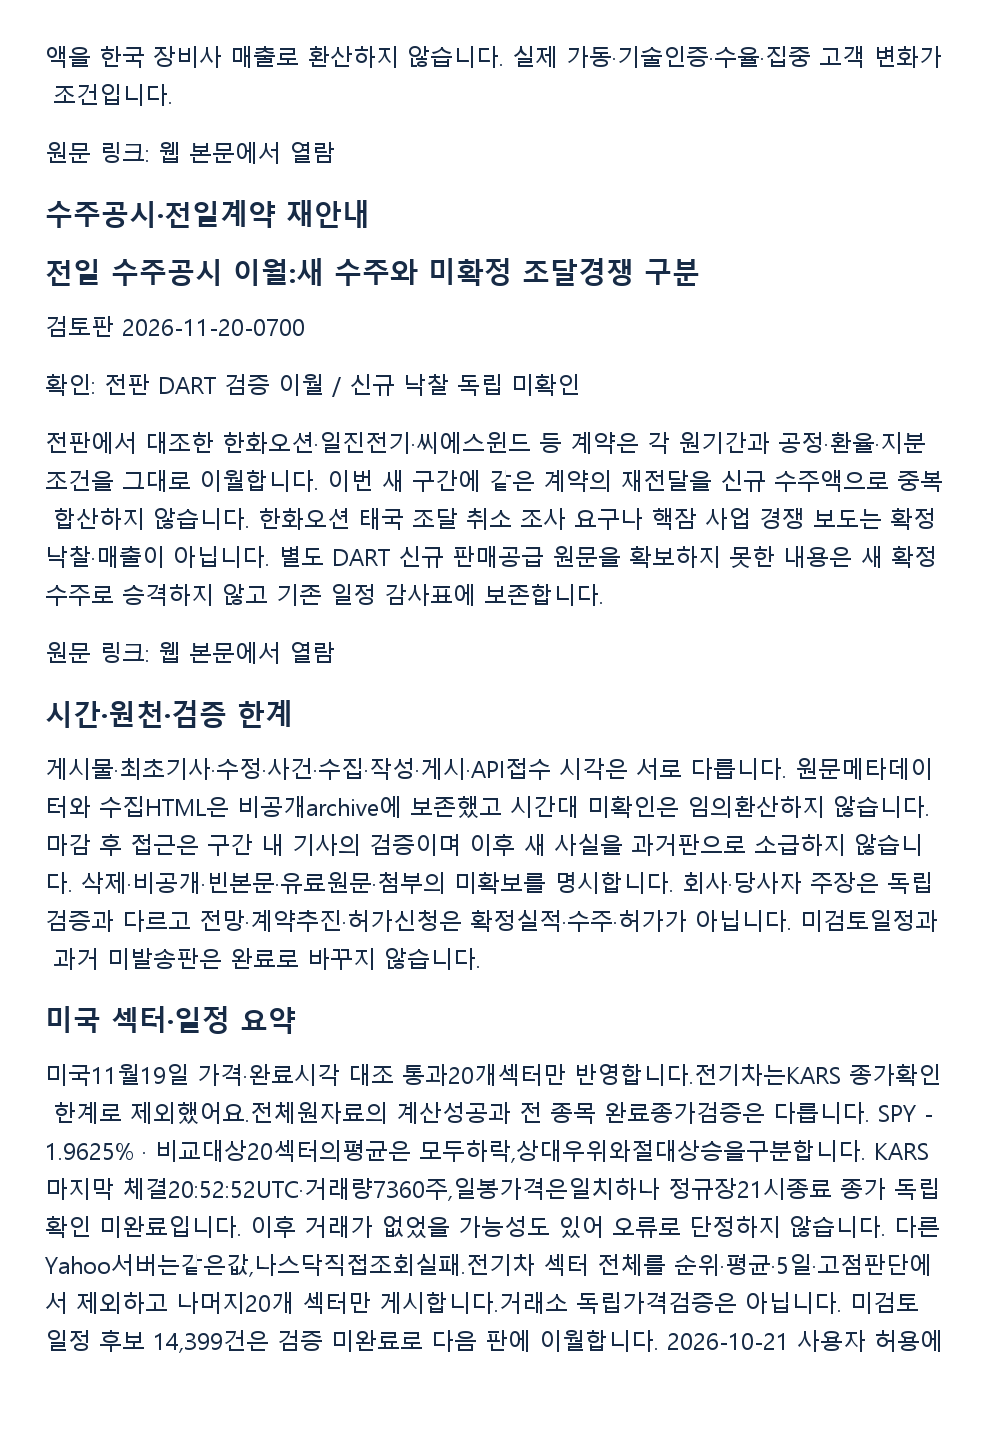 액을 한국 장비사 매출로 환산하지 않습니다. 실제 가동·기술인증·수율·집중 고객 변화가
조건입니다.
원문 링크: 웹 본문에서 열람
수주공시·전일계약 재안내
전일 수주공시 이월:새 수주와 미확정 조달경쟁 구분
검토판 2026-11-20-0700
확인: 전판 DART 검증 이월 / 신규 낙찰 독립 미확인
전판에서 대조한 한화오션·일진전기·씨에스윈드 등 계약은 각 원기간과 공정·환율·지분
조건을 그대로 이월합니다. 이번 새 구간에 같은 계약의 재전달을 신규 수주액으로 중복
합산하지 않습니다. 한화오션 태국 조달 취소 조사 요구나 핵잠 사업 경쟁 보도는 확정
낙찰·매출이 아닙니다. 별도 DART 신규 판매공급 원문을 확보하지 못한 내용은 새 확정
수주로 승격하지 않고 기존 일정 감사표에 보존합니다.
원문 링크: 웹 본문에서 열람
시간·원천·검증 한계
게시물·최초기사·수정·사건·수집·작성·게시·API접수 시각은 서로 다릅니다. 원문메타데이
터와 수집HTML은 비공개archive에 보존했고 시간대 미확인은 임의환산하지 않습니다.
마감 후 접근은 구간 내 기사의 검증이며 이후 새 사실을 과거판으로 소급하지 않습니
다. 삭제·비공개·빈본문·유료원문·첨부의 미확보를 명시합니다. 회사·당사자 주장은 독립
검증과 다르고 전망·계약추진·허가신청은 확정실적·수주·허가가 아닙니다. 미검토일정과
과거 미발송판은 완료로 바꾸지 않습니다.
미국 섹터·일정 요약
미국11월19일 가격·완료시각 대조 통과20개섹터만 반영합니다.전기차는KARS 종가확인
한계로 제외했어요.전체원자료의 계산성공과 전 종목 완료종가검증은 다릅니다. SPY -
1.9625% · 비교대상20섹터의평균은 모두하락,상대우위와절대상승을구분합니다. KARS
마지막 체결20:52:52UTC·거래량7360주,일봉가격은일치하나 정규장21시종료 종가 독립
확인 미완료입니다. 이후 거래가 없었을 가능성도 있어 오류로 단정하지 않습니다. 다른
Yahoo서버는같은값,나스닥직접조회실패.전기차 섹터 전체를 순위·평균·5일·고점판단에
서 제외하고 나머지20개 섹터만 게시합니다.거래소 독립가격검증은 아닙니다. 미검토
일정 후보 14,399건은 검증 미완료로 다음 판에 이월합니다. 2026-10-21 사용자 허용에